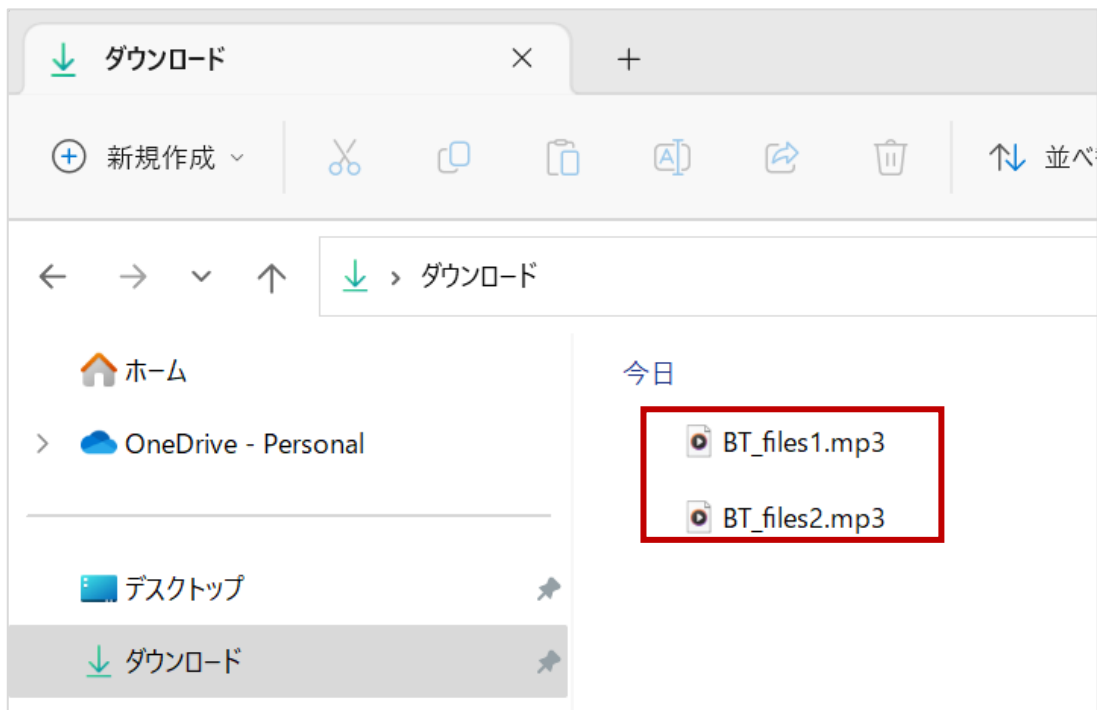 ダウンロード
新規作成
並べ
ダウンロード
ホーム
OneDrive - Personal
デスクトップ
ダウンロード
今日
BT_files1.mp3
BT_files2.mp3